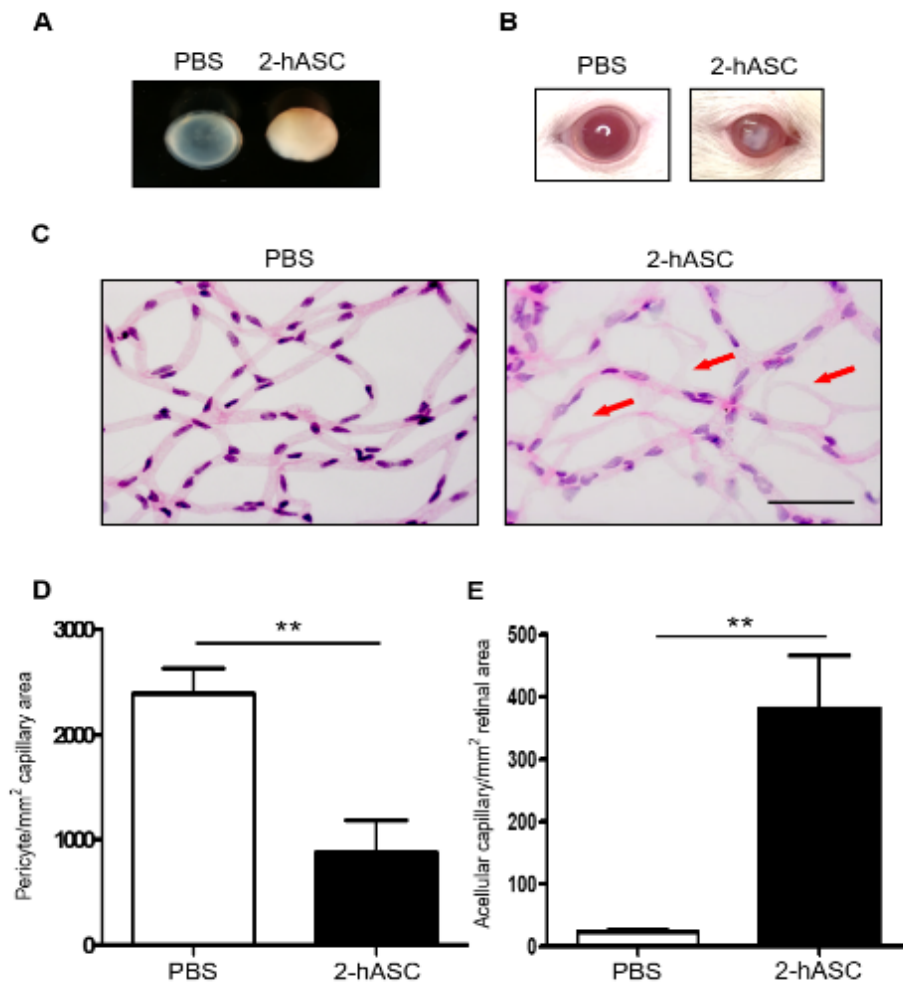 A
B
PBS 2-hASC
PBS 2-hASC
C
PBS 2-hASC
D
E
**
**
Pericyte/mm² capillary area
3000
2000
1000
0
PBS 2-hASC
Acellular capillary/mm² retinal area
500
400
300
200
100
0
PBS 2-hASC